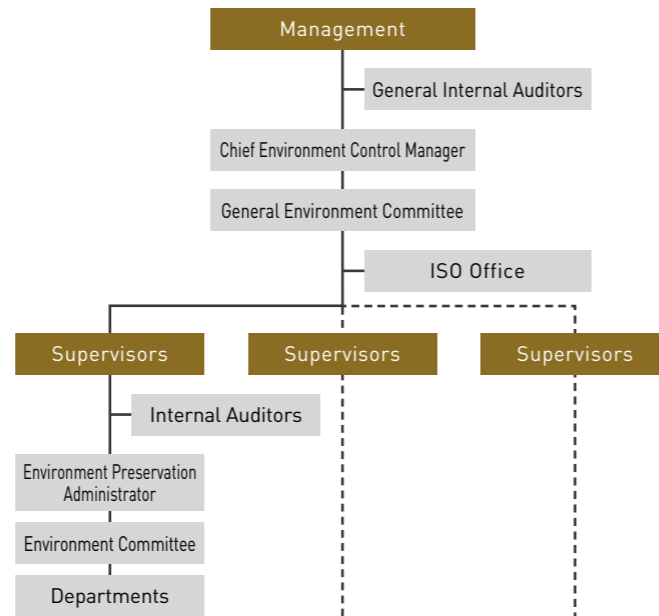 Management
General Internal Auditors
Chief Environment Control Manager
General Environment Committee
ISO Office
Supervisors
Supervisors
Supervisors
Internal Auditors
Environment Preservation
Administrator
Environment Committee
Departments